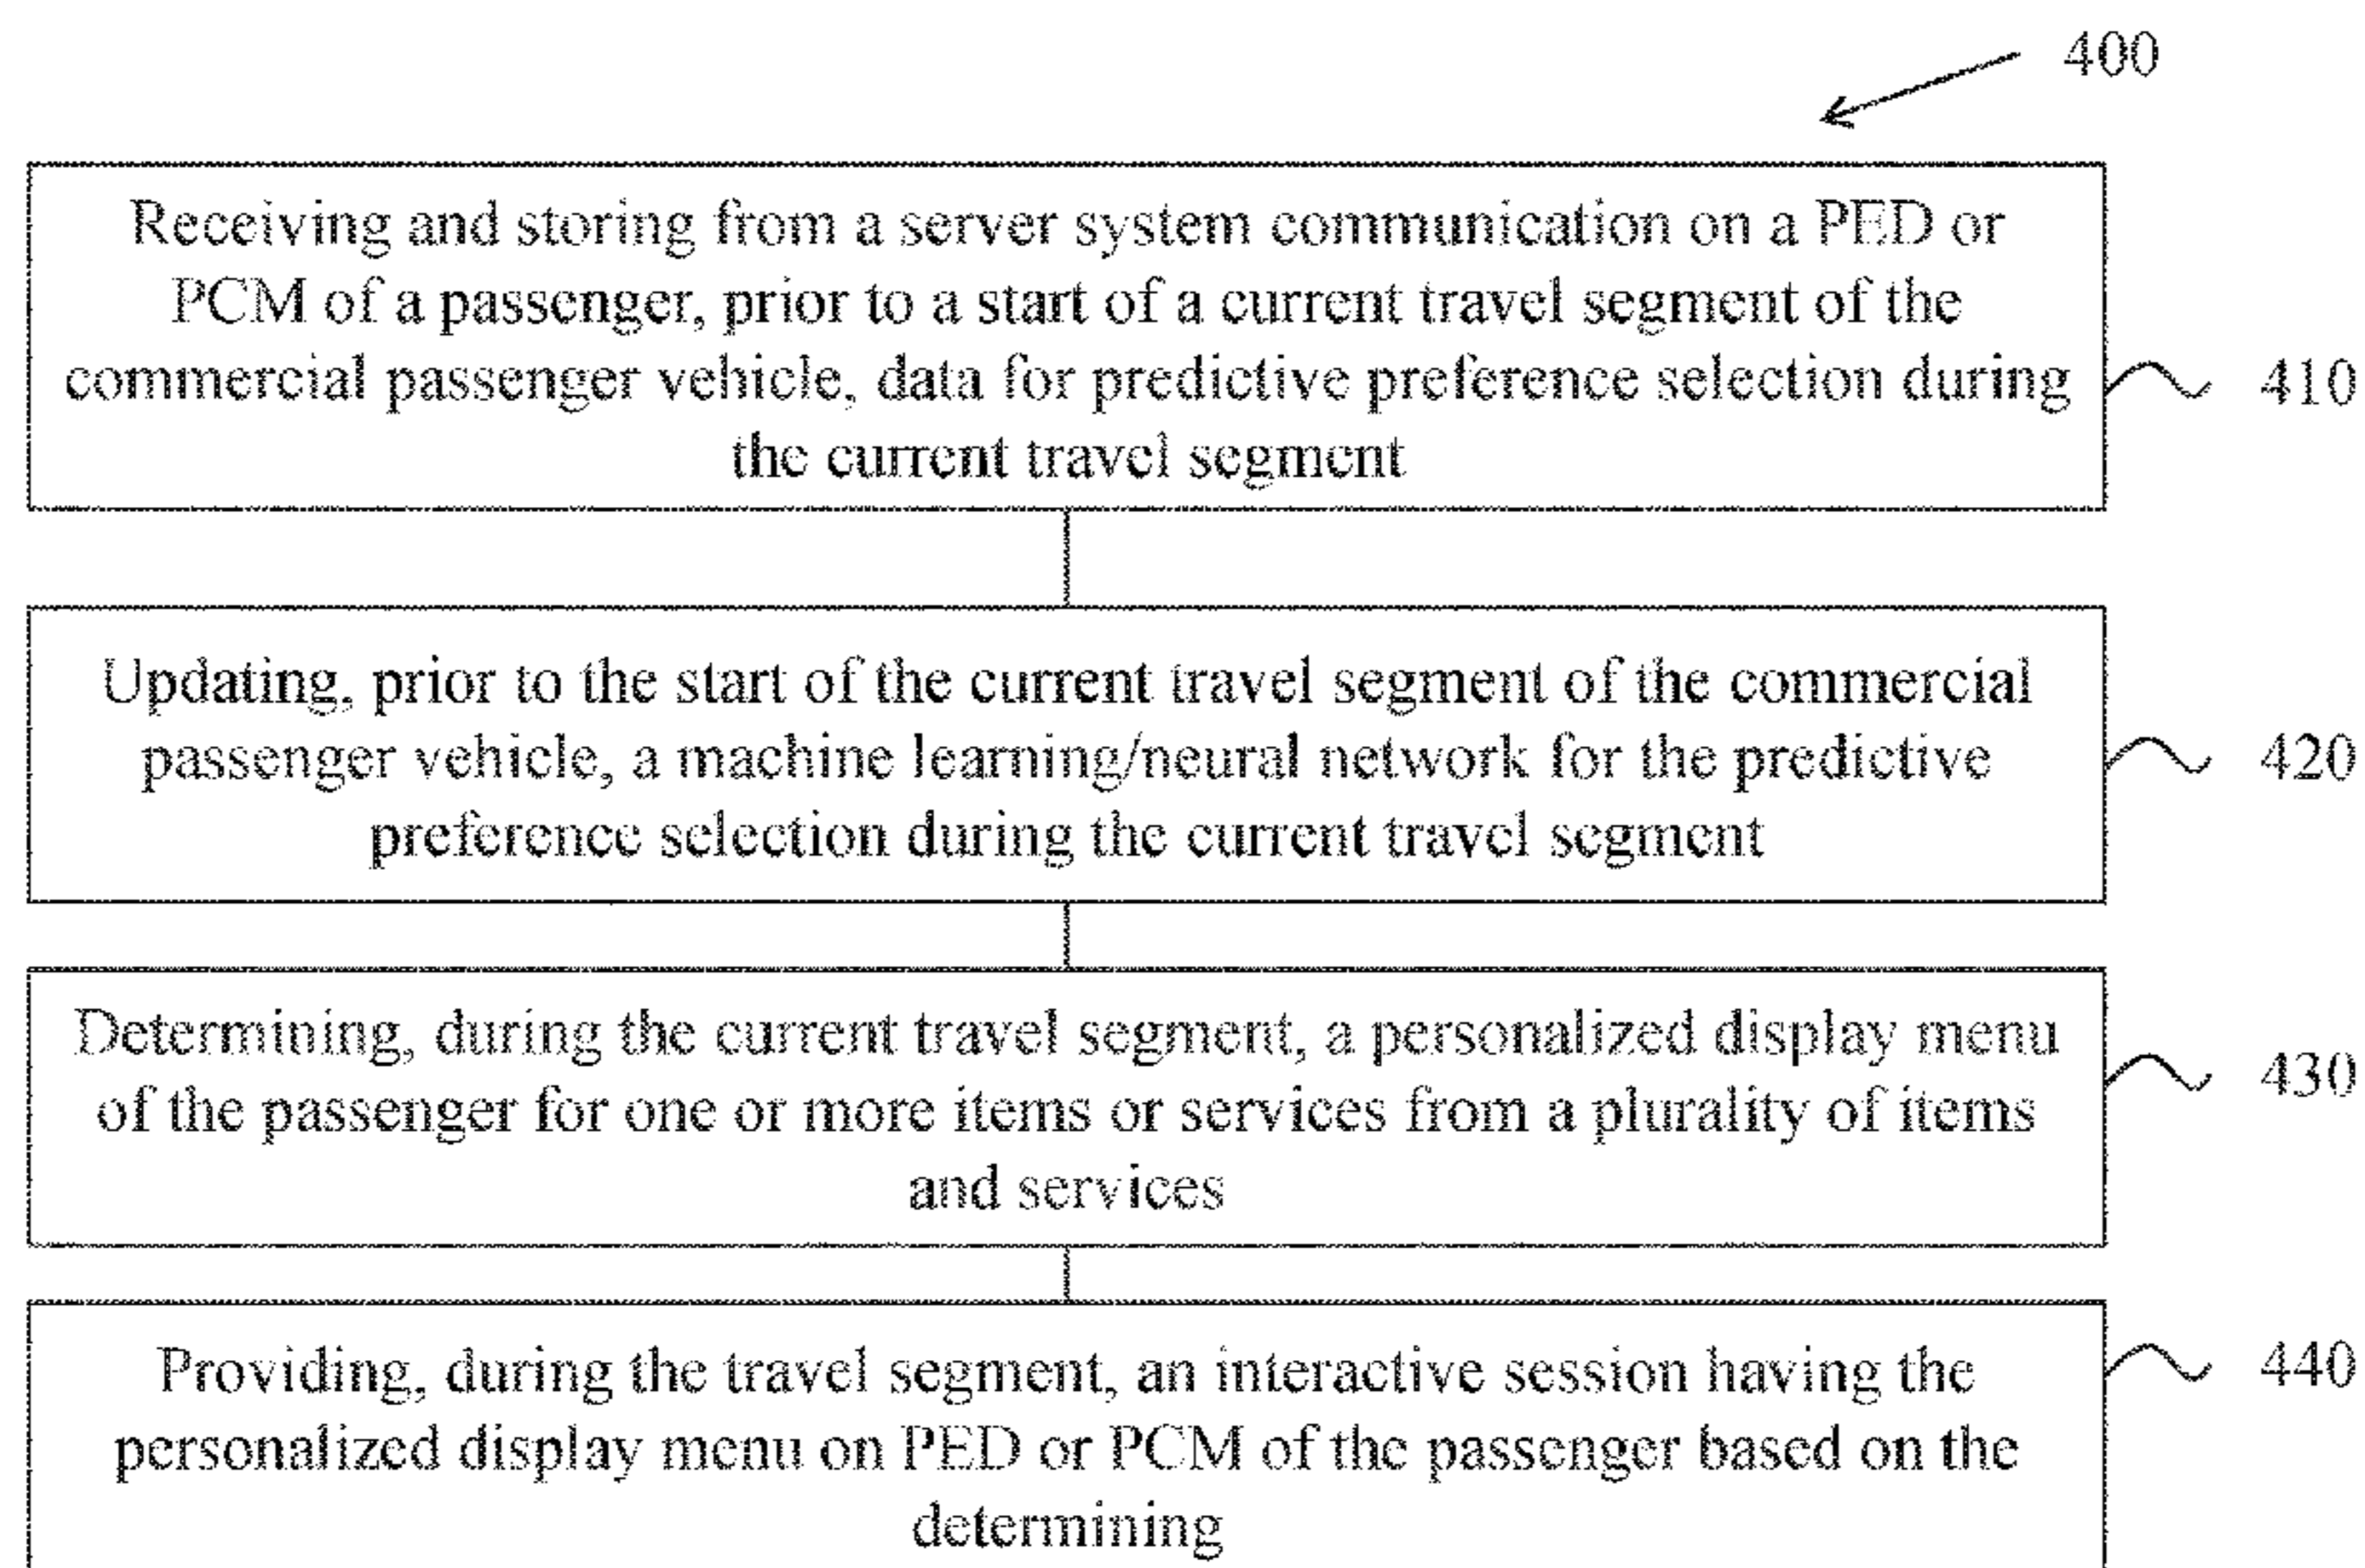 400
Receiving and storing from a server system communication on a PED or
PCM of a passenger, prior to a start of a current travel segment of the
commercial passenger vehicle, data for predictive preference selection during
the current travel segment
410
Updating, prior to the start of the current travel segment of the commercial
passenger vehicle, a machine learning/neural network for the predictive
preference selection during the current travel segment
420
Determining, during the current travel segment, a personalized display menu
of the passenger for one or more items or services from a plurality of items
and services
430
Providing, during the travel segment, an interactive session having the
personalized display menu on PED or PCM of the passenger based on the
determining
440